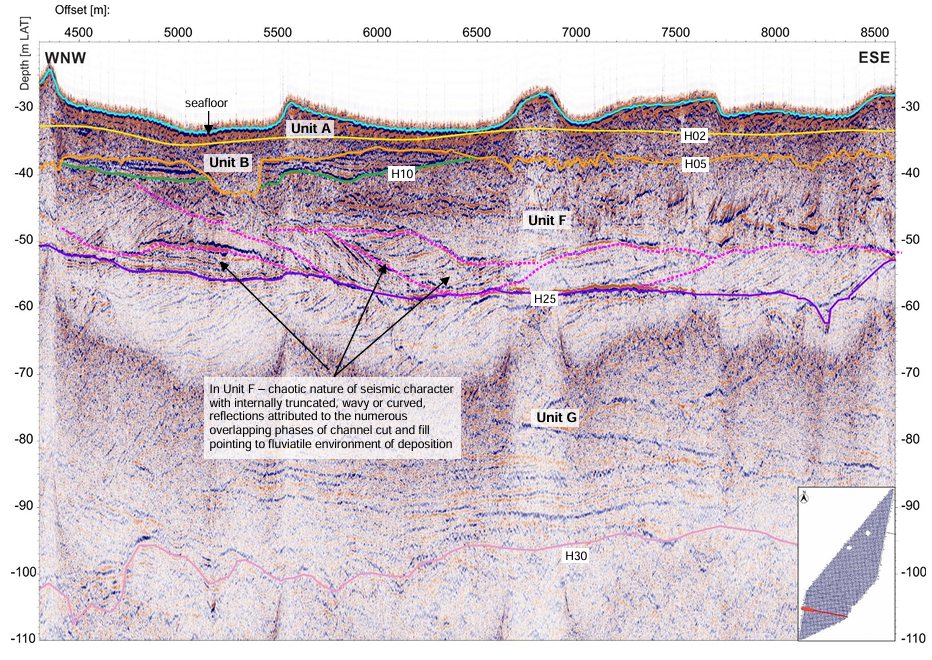 Offset [m]:
4500 5000 5500 6000 6500 7000 7500 8000 8500
Depth [m LAT]
WNW
ESE
-30 -30
seafloor
Unit A
H02
Unit B
H05
-40 -40
H10
Unit F
-50 -50
H25
-60 -60
-70 -70
In Unit F – chaotic nature of seismic character
with internally truncated, wavy or curved,
reflections attributed to the numerous
overlapping phases of channel cut and fill
pointing to fluviatile environment of deposition
Unit G
-80 -80
-90 -90
H30
-100 -100
-110 -110